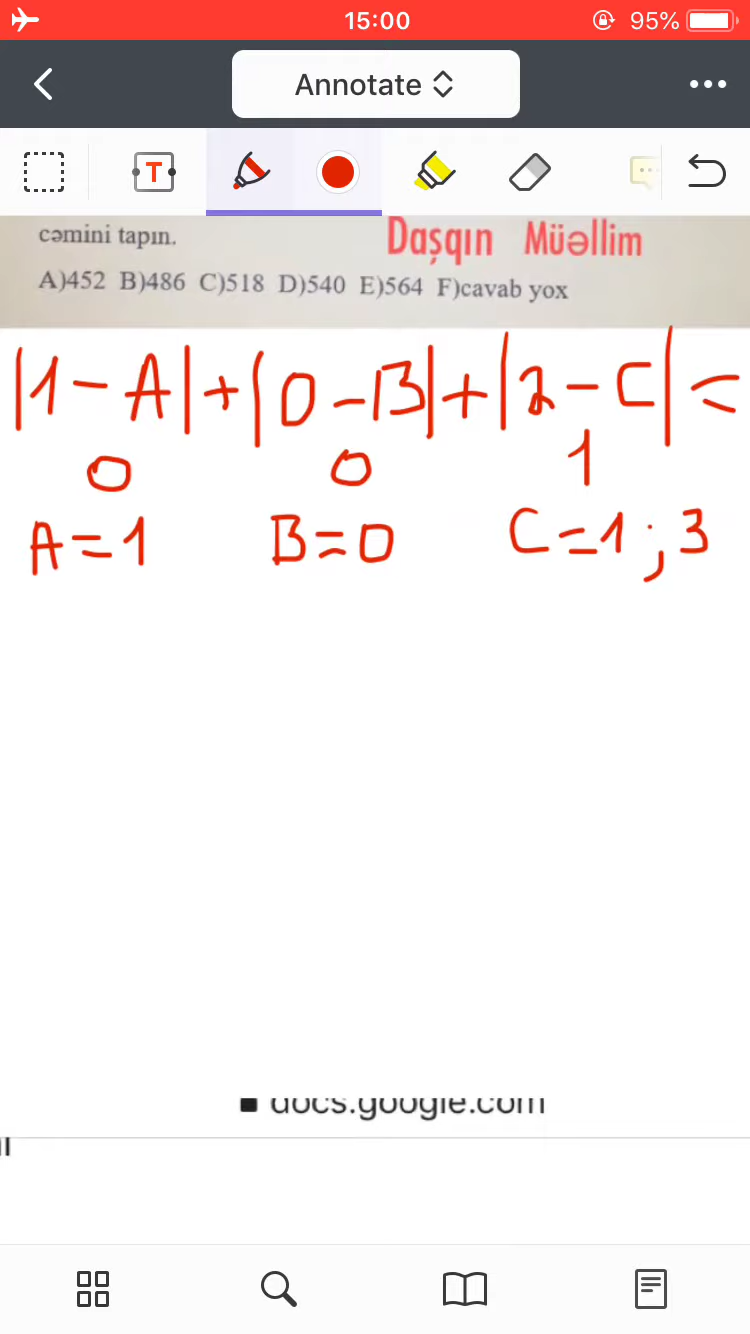 15:00
95%
Annotate
T
cəmini tapın.
Daşqın Müəllim
A)452 B)486 C)518 D)540 E)564 F)cavab yox
|1-A|+|0-B|+|2-C|=
0 0 1
A=1 B=0 C=1;3
docs.google.com